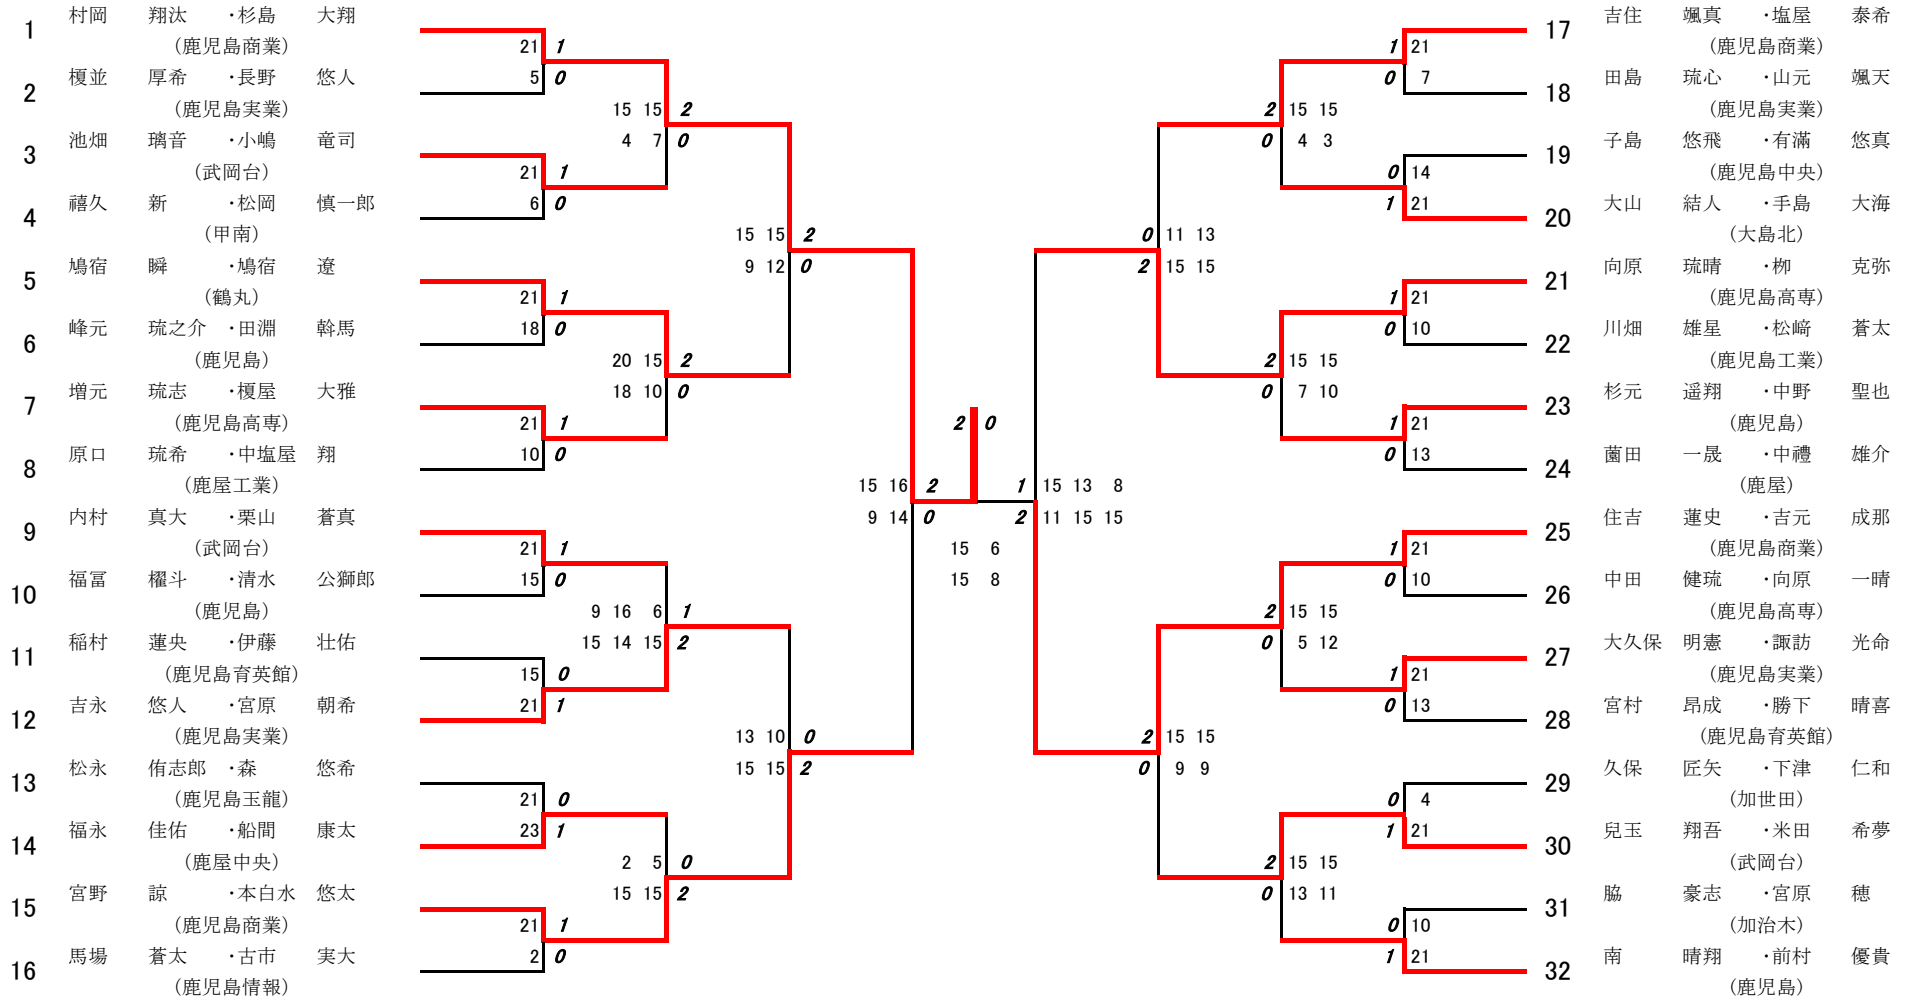 1 村岡 翔汰 ・杉島 大翔
(鹿児島商業)
2 榎並 厚希 ・長野 悠人
(鹿児島実業)
3 池畑 璃音 ・小嶋 竜司
(武岡台)
4 禧久 新 ・松岡 慎一郎
(甲南)
5 鳩宿 瞬 ・鳩宿 遼
(鶴丸)
6 峰元 琉之介 ・田淵 幹馬
(鹿児島)
7 増元 琉志 ・榎屋 大雅
(鹿児島高専)
8 原口 琉希 ・中塩屋 翔
(鹿屋工業)
9 内村 真大 ・栗山 蒼真
(武岡台)
10 福冨 櫂斗 ・清水 公獅郎
(鹿児島)
11 稲村 蓮央 ・伊藤 壮佑
(鹿児島育英館)
12 吉永 悠人 ・宮原 朝希
(鹿児島実業)
13 松永 侑志郎 ・森 悠希
(鹿児島玉龍)
14 福永 佳佑 ・船間 康太
(鹿屋中央)
15 宮野 諒 ・本白水 悠太
(鹿児島商業)
16 馬場 蒼太 ・古市 実大
(鹿児島情報)
21 1
5 0
21 1
6 0
21 1
18 0
21 1
10 0
21 1
15 0
15 0
21 1
21 0
23 1
21 1
2 0
15 15 2
4 7 0
20 15 2
18 10 0
9 16 6 1
15 14 15 2
2 5 0
15 15 2
15 15 2
9 12 0
13 10 0
15 15 2
15 16 2
9 14 0
2 0
15 6
15 8
1 15 13 8
2 11 15 15
0 11 13
2 15 15
2 15 15
0 9 9
2 15 15
0 4 3
2 15 15
0 7 10
2 15 15
0 5 12
2 15 15
0 13 11
1 21
0 7
0 14
1 21
1 21
0 10
1 21
0 13
1 21
0 10
1 21
0 13
0 4
1 21
0 10
1 21
17 吉住 颯真 ・塩屋 泰希
(鹿児島商業)
18 田島 琉心 ・山元 颯天
(鹿児島実業)
19 子島 悠飛 ・有滿 悠真
(鹿児島中央)
20 大山 結人 ・手島 大海
(大島北)
21 向原 琉晴 ・栁 克弥
(鹿児島高専)
22 川畑 雄星 ・松﨑 蒼太
(鹿児島工業)
23 杉元 遥翔 ・中野 聖也
(鹿児島)
24 薗田 一晟 ・中禮 雄介
(鹿屋)
25 住吉 蓮史 ・吉元 成那
(鹿児島商業)
26 中田 健琉 ・向原 一晴
(鹿児島高専)
27 大久保 明憲 ・諏訪 光命
(鹿児島実業)
28 宮村 昂成 ・勝下 晴喜
(鹿児島育英館)
29 久保 匠矢 ・下津 仁和
(加世田)
30 兒玉 翔吾 ・米田 希夢
(武岡台)
31 脇 豪志 ・宮原 穂
(加治木)
32 南 晴翔 ・前村 優貴
(鹿児島)